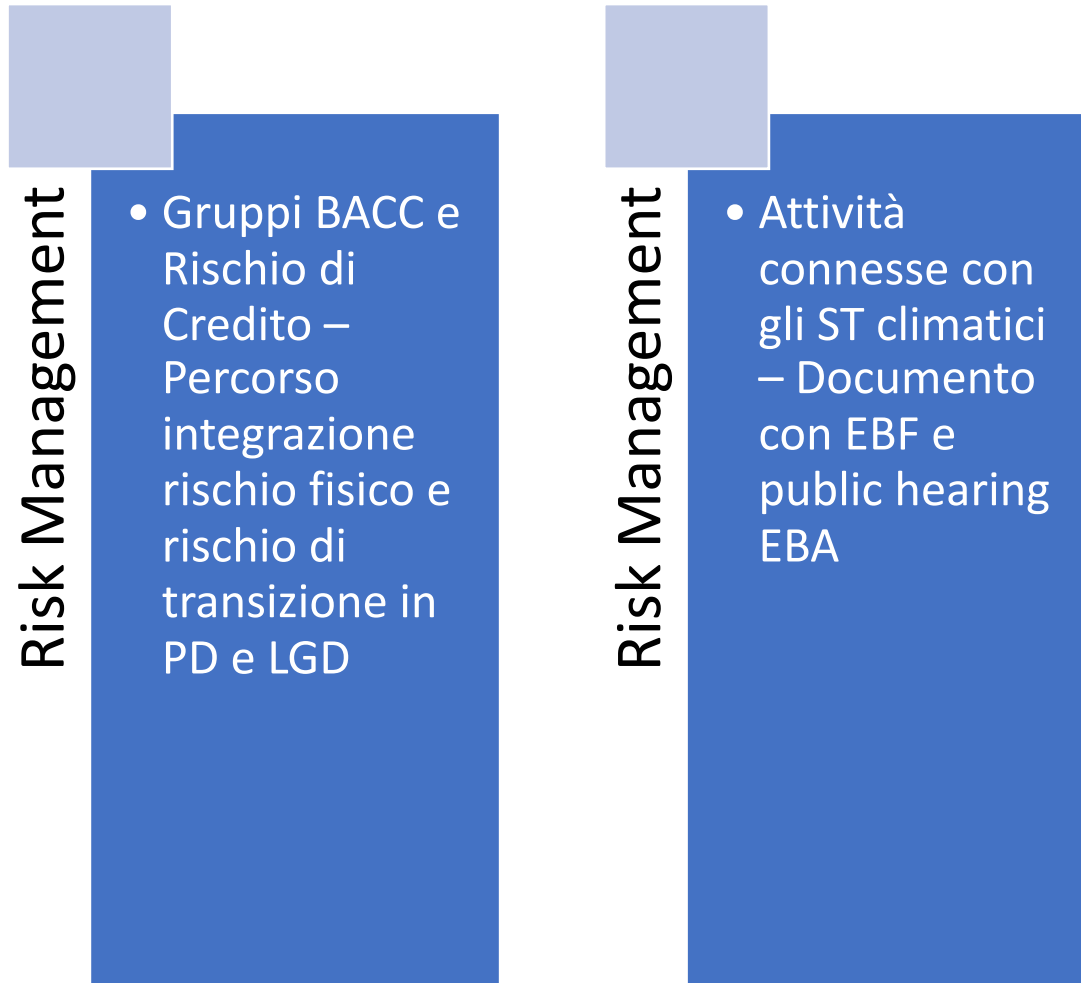 Risk Management
• Gruppi BACC e
Rischio di
Credito –
Percorso
integrazione
rischio fisico e
rischio di
transizione in
PD e LGD
Risk Management
• Attività
connesse con
gli ST climatici
– Documento
con EBF e
public hearing
EBA